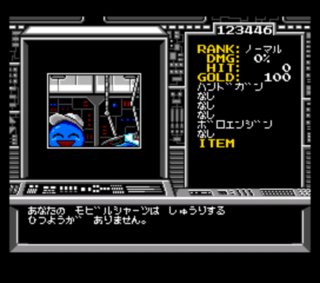 123446
RANK: ノーマル
DMG: 0%
HIT: 0
GOLD: 100
ハンドガン
なし
なし
なし
ボロエンジン
なし
ITEM
あなたの モビルシャーシは しゅうりする
ひつようが ありません。